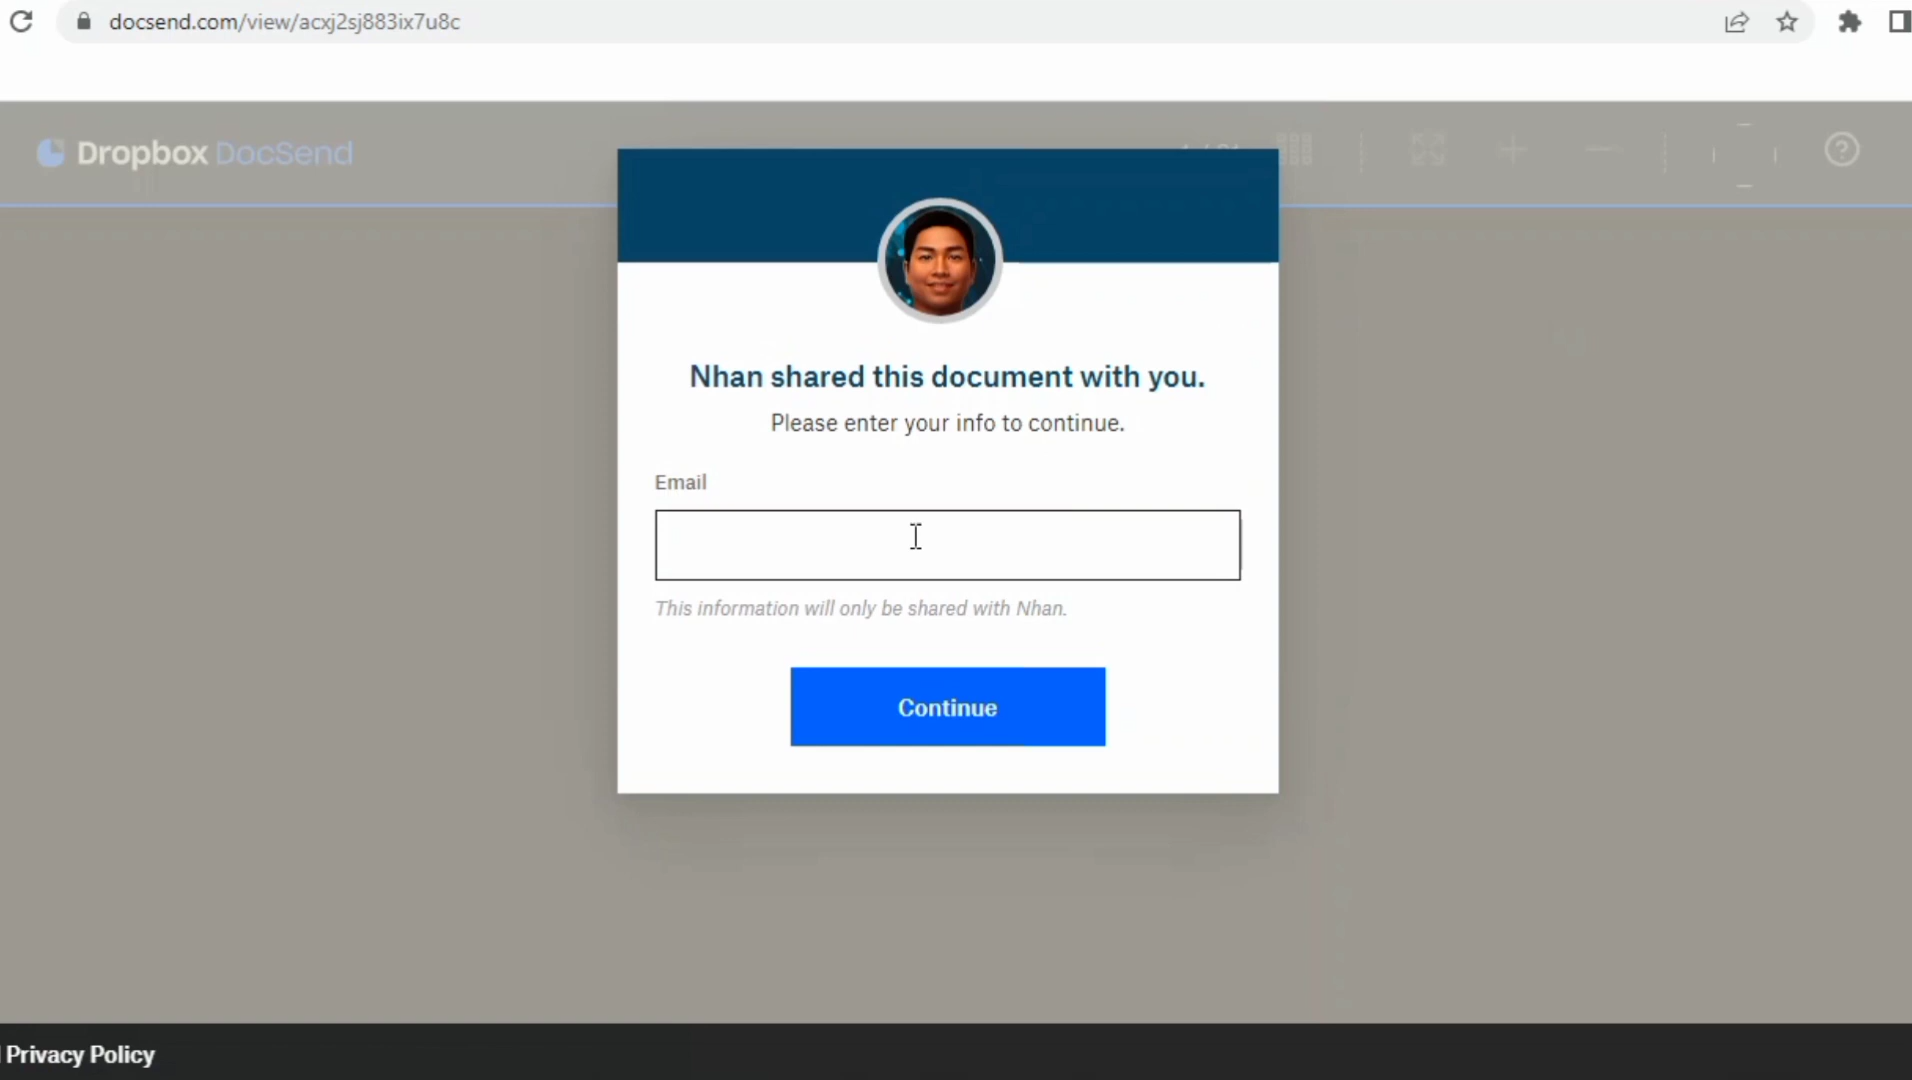 docsend.com/view/acxj2sj883ix7u8c
Dropbox DocSend
Nhan shared this document with you.
Please enter your info to continue.
Email
This information will only be shared with Nhan.
Continue
Privacy Policy